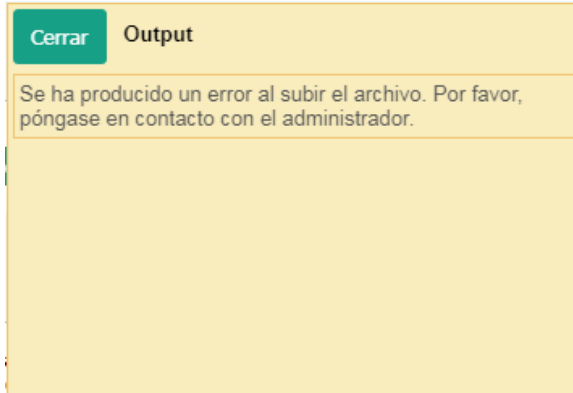 Cerrar Output
Se ha producido un error al subir el archivo. Por favor,
póngase en contacto con el administrador.